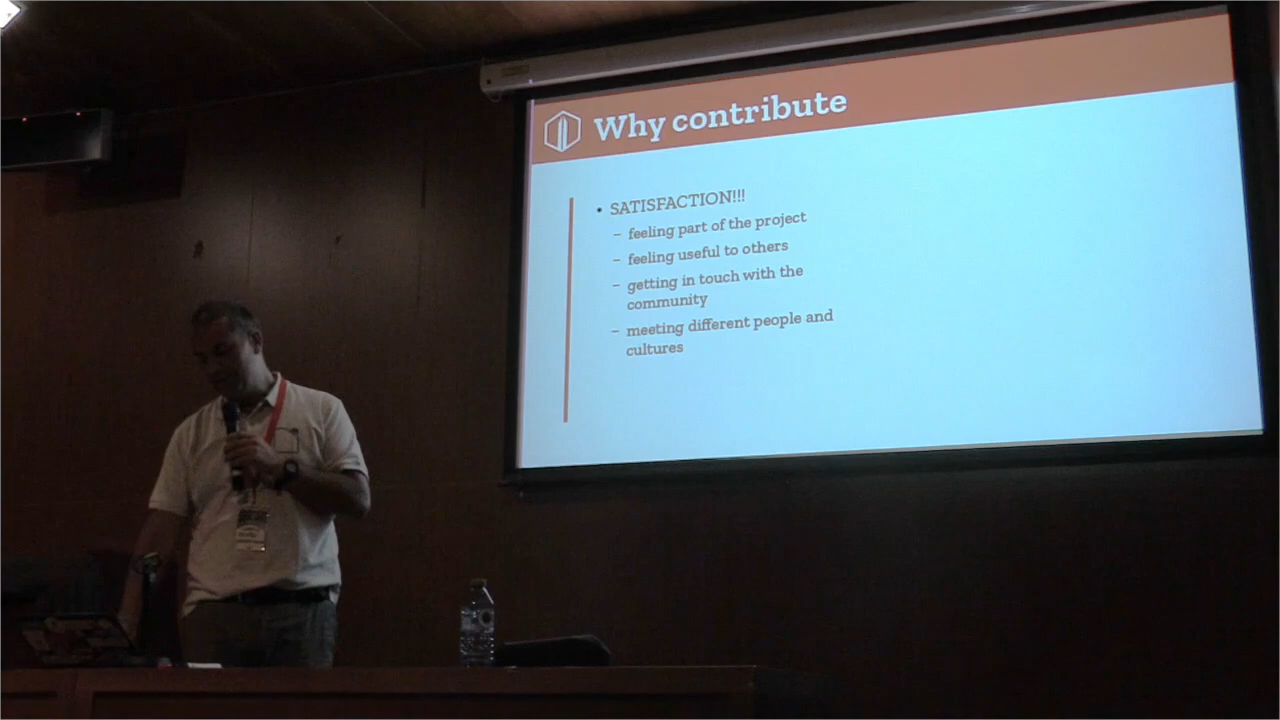 Why contribute
• SATISFACTION!!!
– feeling part of the project
– feeling useful to others
– getting in touch with the
community
– meeting different people and
cultures